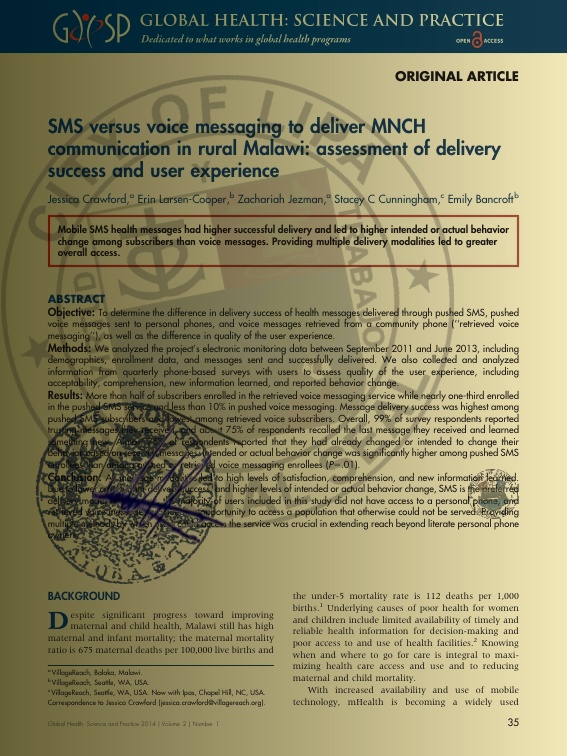 GLOBAL HEALTH: SCIENCE AND PRACTICE
Dedicated to what works in global health programs
OPEN ACCESS
ORIGINAL ARTICLE
SMS versus voice messaging to deliver MNCH
communication in rural Malawi: assessment of delivery
success and user experience
Jessica Crawford,a Erin Larsen-Cooper,b Zachariah Jezman,a Stacey C Cunningham,c Emily Bancroftb
Mobile SMS health messages had higher successful delivery and led to higher intended or actual behavior
change among subscribers than voice messages. Providing multiple delivery modalities led to greater
overall access.
ABSTRACT
Objective: To determine the difference in delivery success of health messages delivered through pushed SMS, pushed
voice messages sent to personal phones, and voice messages retrieved from a community phone (''retrieved voice
messaging''), as well as the difference in quality of the user experience.
Methods: We analyzed the project's electronic monitoring data between September 2011 and June 2013, including
demographics, enrollment data, and messages sent and successfully delivered. We also collected and analyzed
information from quarterly phone-based surveys with users to assess quality of the user experience, including
acceptability, comprehension, new information learned, and reported behavior change.
Results: More than half of subscribers enrolled in the retrieved voice messaging service while nearly one-third enrolled
in the pushed SMS service and less than 10% in pushed voice messaging. Message delivery success was highest among
pushed SMS subscribers and lowest among retrieved voice subscribers. Overall, 99% of survey respondents reported
trusting messages they received, and about 75% of respondents recalled the last message they received and learned
something new. of respondents reported that they had already changed or intended to change their
behavior based on received messages. Intended or actual behavior change was significantly higher among pushed SMS
enrollees than among pushed or retrieved voice messaging enrollees (P=.01).
Conclusion: led to high levels of satisfaction, comprehension, and new information learned.
delivery success, and higher levels of intended or actual behavior change, SMS is the preferred
delivery majority of users included in this study did not have access to a personal phone, and
retrieved voice opportunity to access a population that otherwise could not be served. Providing
multiple methods by which access the service was crucial in extending reach beyond literate personal phone
owners.
BACKGROUND
Despite significant progress toward improving
maternal and child health, Malawi still has high
maternal and infant mortality; the maternal mortality
ratio is 675 maternal deaths per 100,000 live births and
a VillageReach, Balaka, Malawi.
b VillageReach, Seattle, WA, USA.
c VillageReach, Seattle, WA, USA. Now with Ipas, Chapel Hill, NC, USA.
Correspondence to Jessica Crawford (jessica.crawford@villagereach.org).
the under-5 mortality rate is 112 deaths per 1,000
births.1 Underlying causes of poor health for women
and children include limited availability of timely and
reliable health information for decision-making and
poor access to and use of health facilities.2 Knowing
when and where to go for care is integral to maxi-
mizing health care access and use and to reducing
maternal and child mortality.
With increased availability and use of mobile
technology, mHealth is becoming a widely used
Global Health: Science and Practice 2014 | Volume 2 | Number 1
35